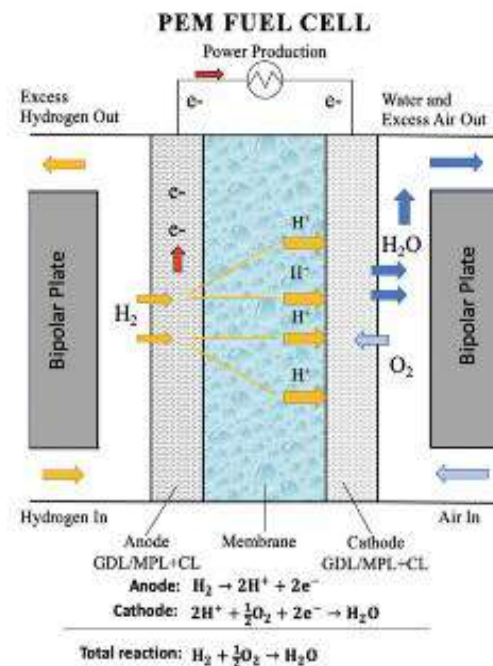 PEM FUEL CELL
Power Production
e-
e-
Excess
Hydrogen Out
Water and
Excess Air Out
e-
e-
H⁺
H⁺
H⁺
H⁺
H₂
H₂O
O₂
Bipolar Plate
Bipolar Plate
Hydrogen In
Air In
Anode
GDL/MPL+CL
Membrane
Cathode
GDL/MPL+CL
Anode: H₂ → 2H⁺ + 2e⁻
Cathode: 2H⁺ + ½O₂ + 2e⁻ → H₂O
Total reaction: H₂ + ½O₂ → H₂O